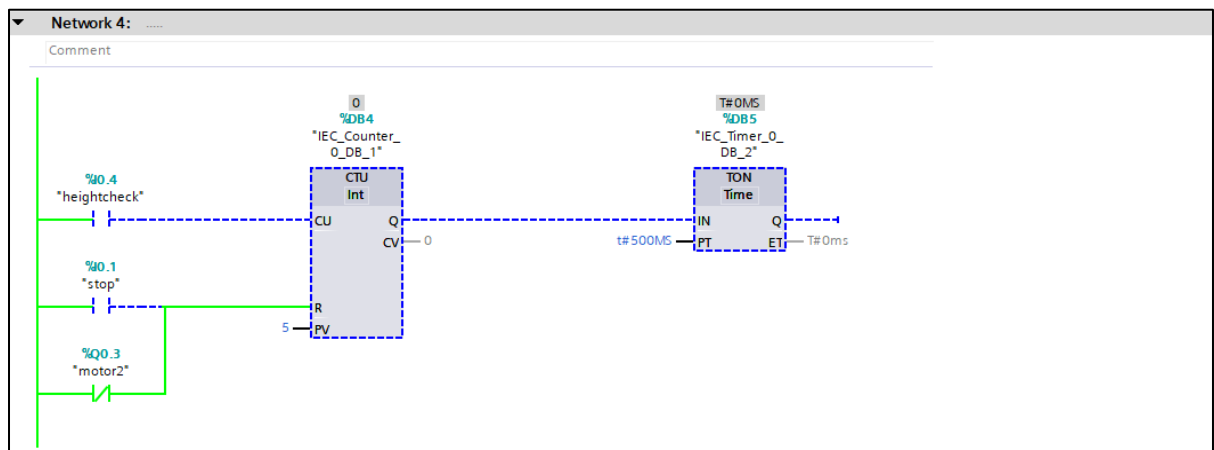 Network 4: .....
Comment
0
%DB4
"IEC_Counter_
0_DB_1"
CTU
Int
%I0.4
"heightcheck"
CU
Q
CV
0
%I0.1
"stop"
R
5
PV
%Q0.3
"motor2"
T#0MS
%DB5
"IEC_Timer_0_
DB_2"
TON
Time
IN
Q
t#500MS
PT
ET
T#0ms